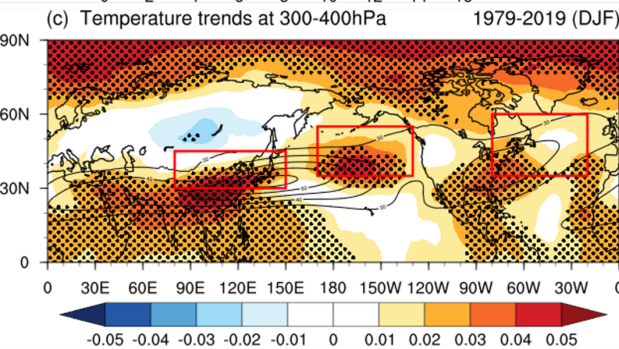 (c) Temperature trends at 300-400hPa 1979-2019 (DJF)
90N
60N
30N
0
0 30E 60E 90E 120E 150E 180 150W 120W 90W 60W 30W 0
-0.05 -0.04 -0.03 -0.02 -0.01 0 0.01 0.02 0.03 0.04 0.05